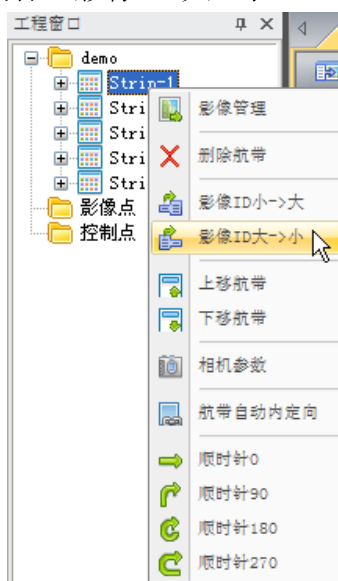 工程窗口
demo
Strip-1
Stri
Stri
Stri
Stri
影像点
控制点
影像管理
删除航带
影像ID小->大
影像ID大->小
上移航带
下移航带
相机参数
航带自动内定向
顺时针0
顺时针90
顺时针180
顺时针270